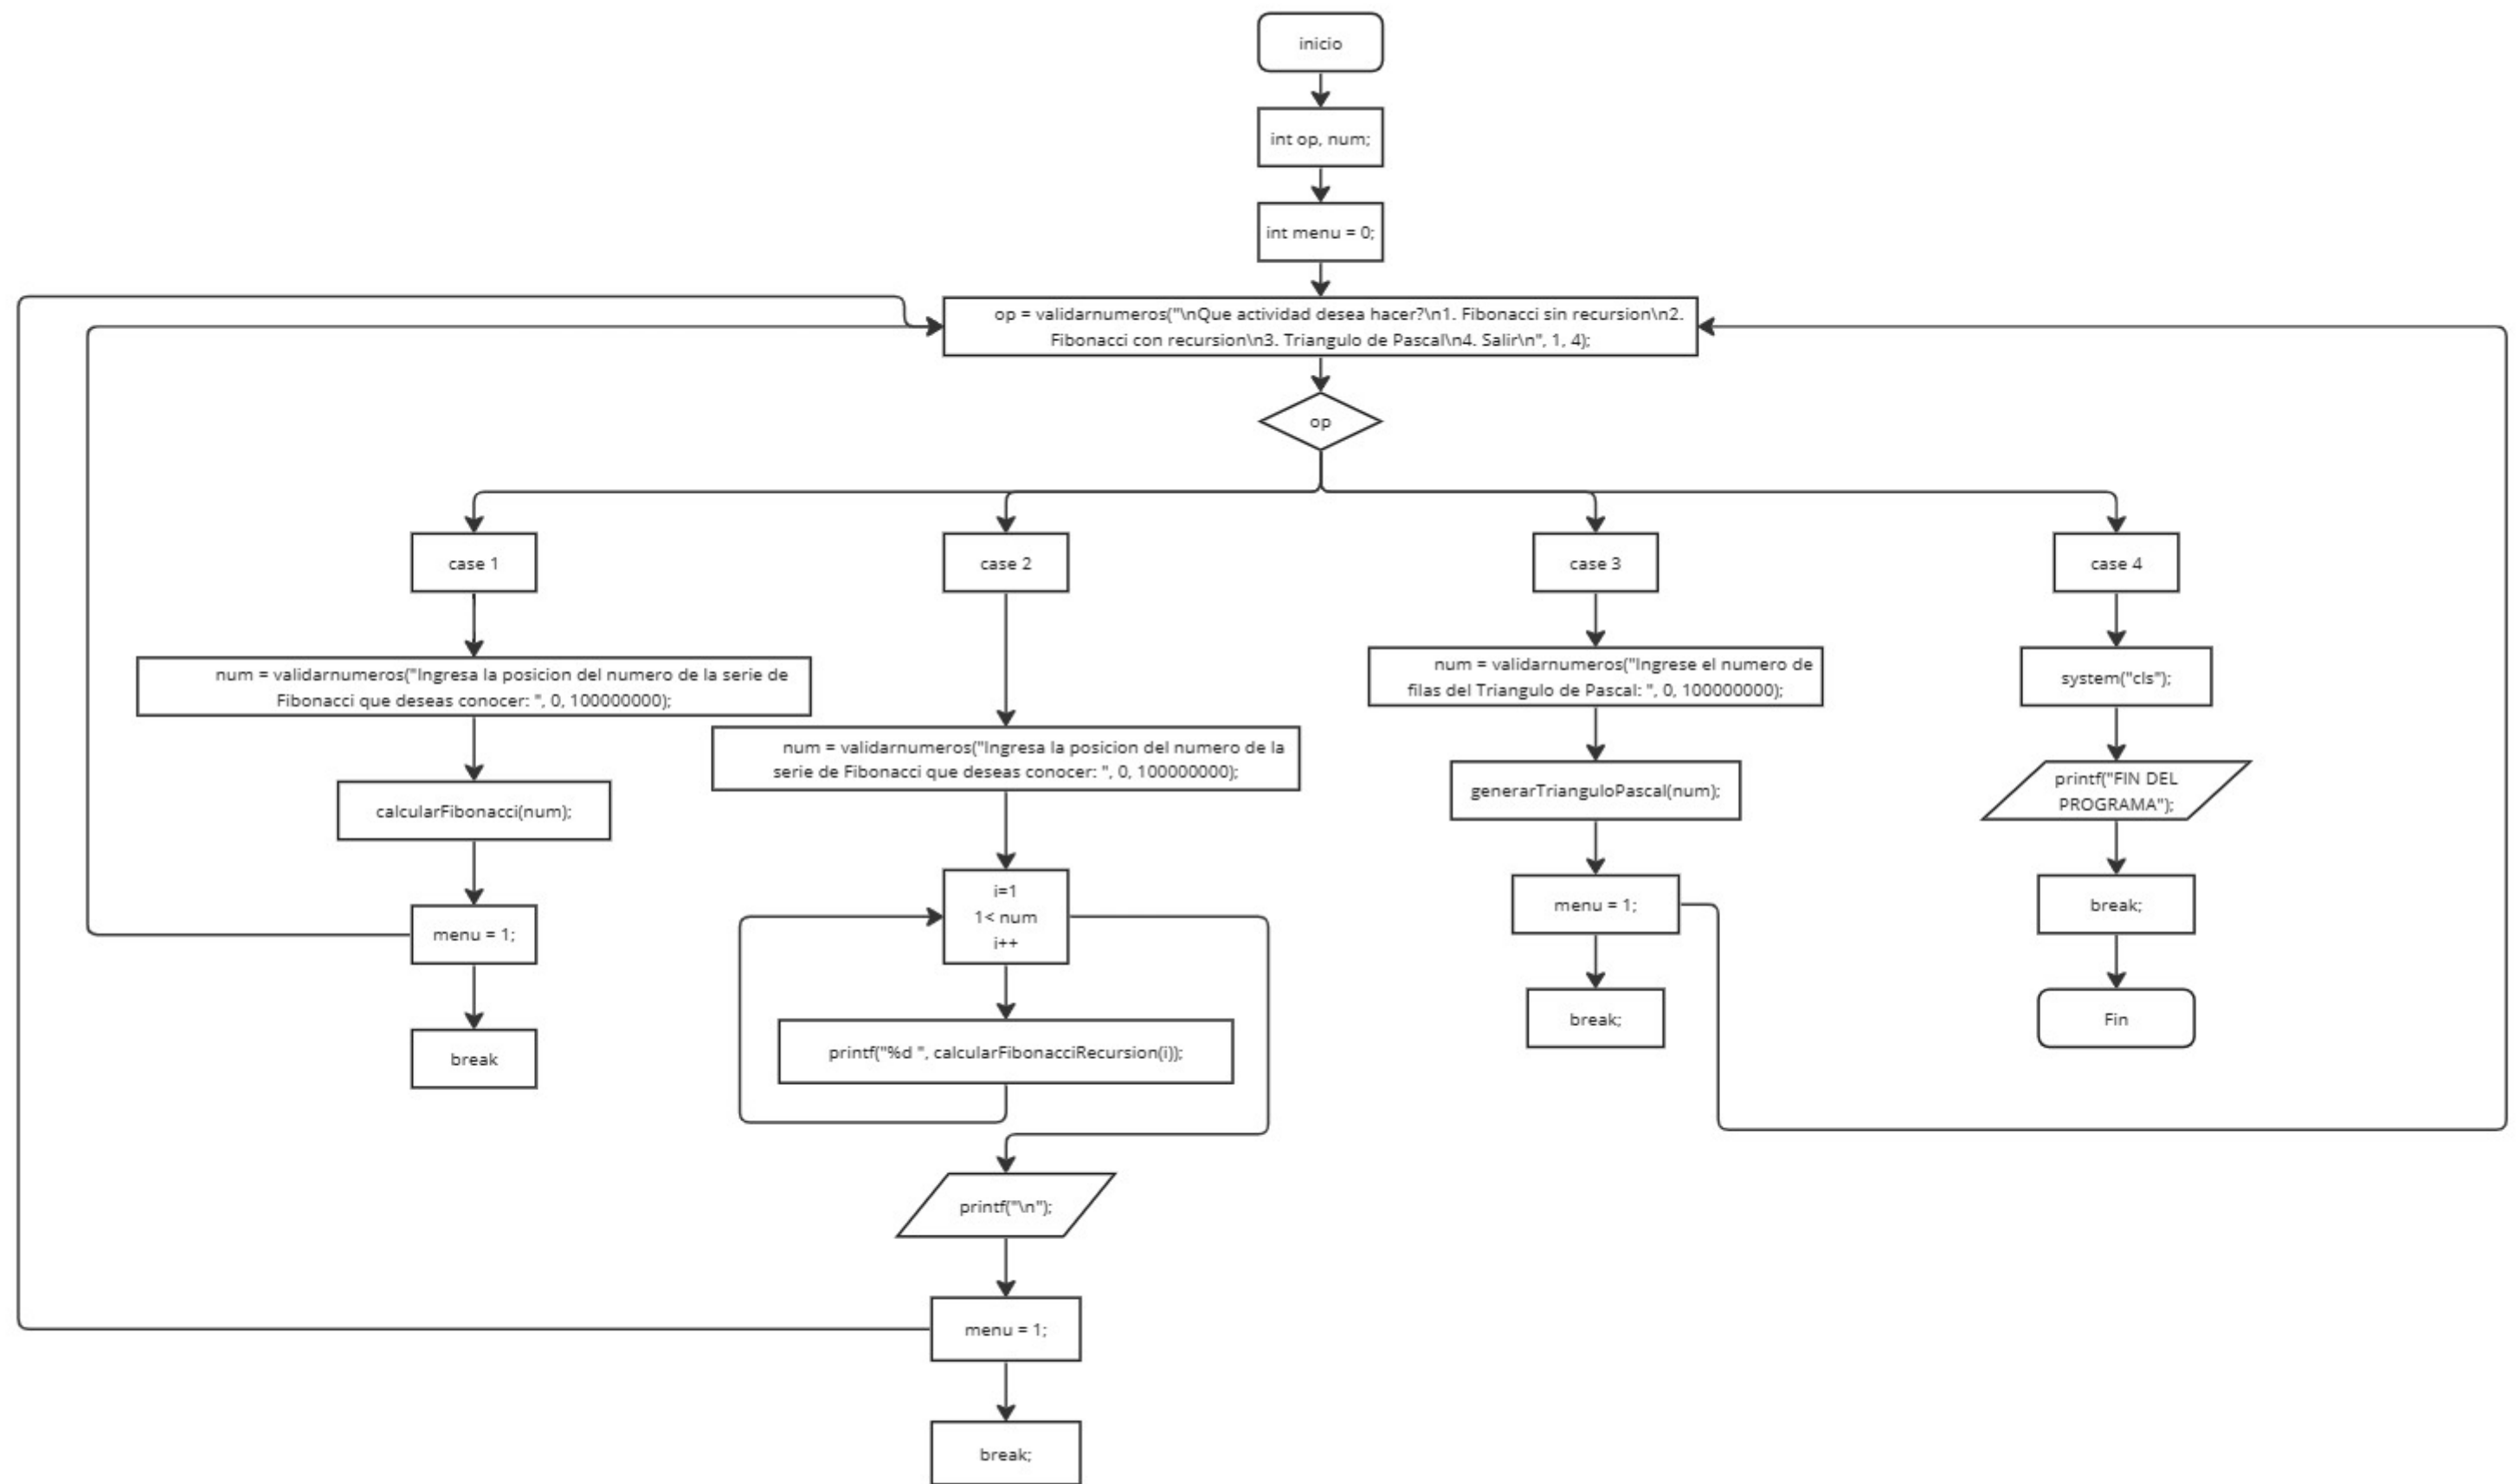 inicio
int op, num;
int menu = 0;
op = validarnumeros("\nQue actividad desea hacer?\n1. Fibonacci sin recursion\n2.
Fibonacci con recursion\n3. Triangulo de Pascal\n4. Salir\n", 1, 4);
op
case 1
num = validarnumeros("Ingresa la posicion del numero de la serie de
Fibonacci que deseas conocer: ", 0, 100000000);
calcularFibonacci(num);
menu = 1;
break
case 2
num = validarnumeros("Ingresa la posicion del numero de la
serie de Fibonacci que deseas conocer: ", 0, 100000000);
i=1
1< num
i++
printf("%d ", calcularFibonacciRecursion(i));
printf("\n");
menu = 1;
break;
case 3
num = validarnumeros("Ingrese el numero de
filas del Triangulo de Pascal: ", 0, 100000000);
generarTrianguloPascal(num);
menu = 1;
break;
case 4
system("cls");
printf("FIN DEL
PROGRAMA");
break;
Fin